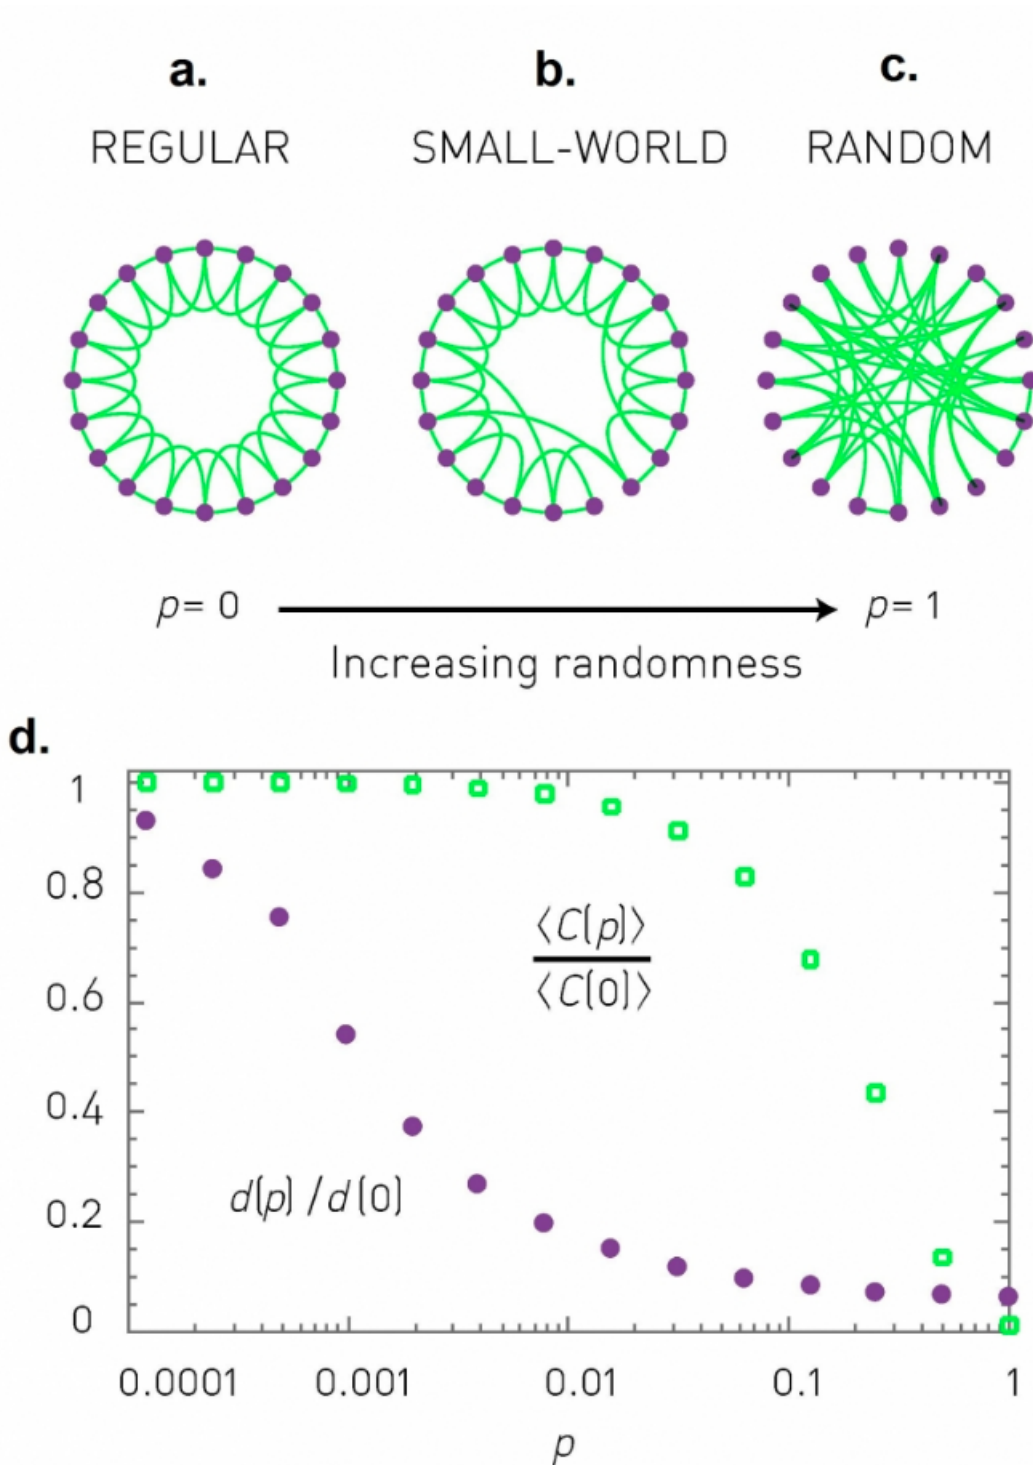 a.
b.
c.
REGULAR
SMALL-WORLD
RANDOM
p= 0
p= 1
Increasing randomness
d.
1
0.8
0.6
0.4
0.2
0
⟨C(p)⟩
⟨C(0)⟩
d(p) / d(0)
0.0001
0.001
0.01
0.1
1
p